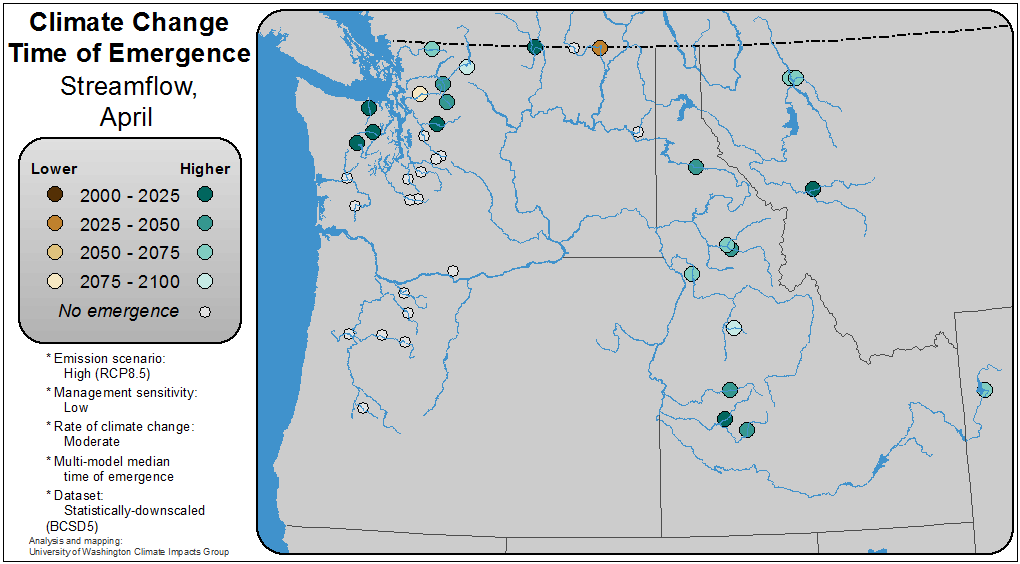 Climate Change
Time of Emergence
Streamflow,
April
Lower Higher
2000 - 2025
2025 - 2050
2050 - 2075
2075 - 2100
No emergence
* Emission scenario:
High (RCP8.5)
* Management sensitivity:
Low
* Rate of climate change:
Moderate
* Multi-model median
time of emergence
* Dataset:
Statistically-downscaled
(BCSD5)
Analysis and mapping:
University of Washington Climate Impacts Group